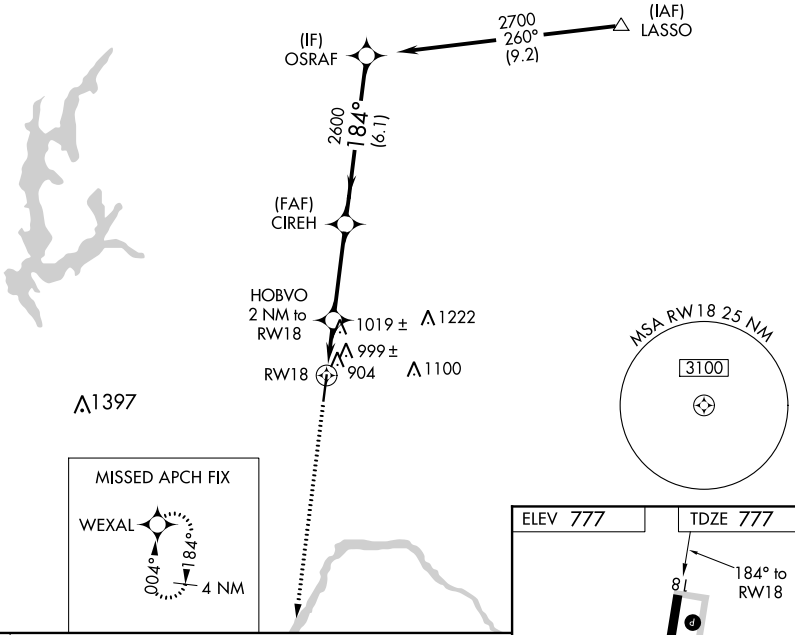 (IAF)
LASSO
2700
260°
(9.2)
(IF)
OSRAF
2600
184°
(6.1)
(FAF)
CIREH
HOBVO
2 NM to
RW18
1019 ±
1222
999 ±
RW18
904
1100
1397
MSA RW18 25 NM
3100
MISSED APCH FIX
WEXAL
004°
184°
4 NM
ELEV 777
TDZE 777
184° to
RW18
18
P